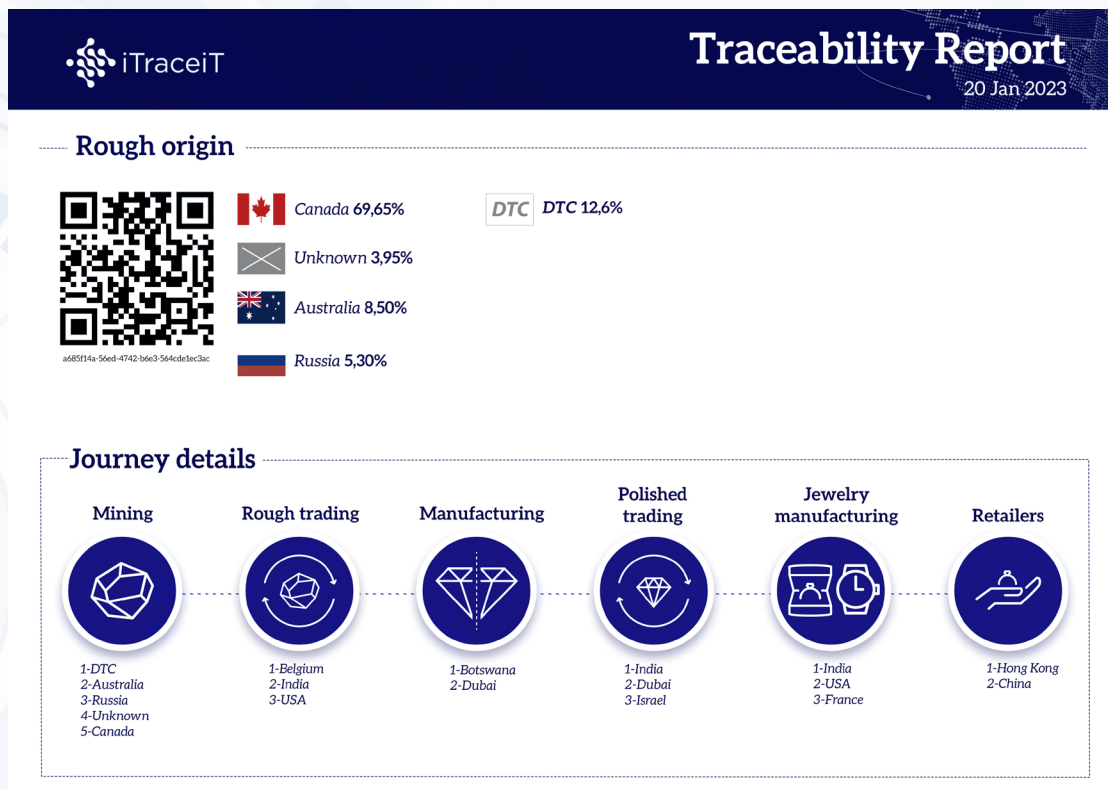 iTraceiT
Traceability Report
20 Jan 2023
Rough origin
Canada 69,65%
DTC
DTC 12,6%
Unknown 3,95%
Australia 8,50%
Russia 5,30%
a685f14a-56ed-4742-b6e3-564cde1ec3ac
Journey details
Mining
Rough trading
Manufacturing
Polished
trading
Jewelry
manufacturing
Retailers
1-DTC
2-Australia
3-Russia
4-Unknown
5-Canada
1-Belgium
2-India
3-USA
1-Botswana
2-Dubai
1-India
2-Dubai
3-Israel
1-India
2-USA
3-France
1-Hong Kong
2-China